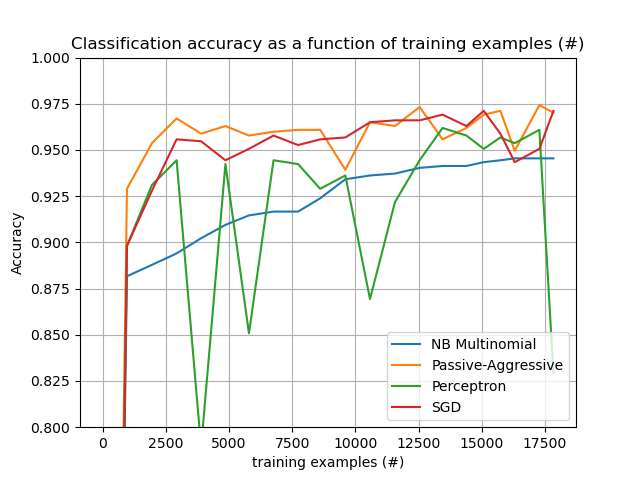 Classification accuracy as a function of training examples (#)
1.000
0.975
0.950
0.925
0.900
0.875
0.850
0.825
0.800
Accuracy
NB Multinomial
Passive-Aggressive
Perceptron
SGD
0
2500
5000
7500
10000
12500
15000
17500
training examples (#)